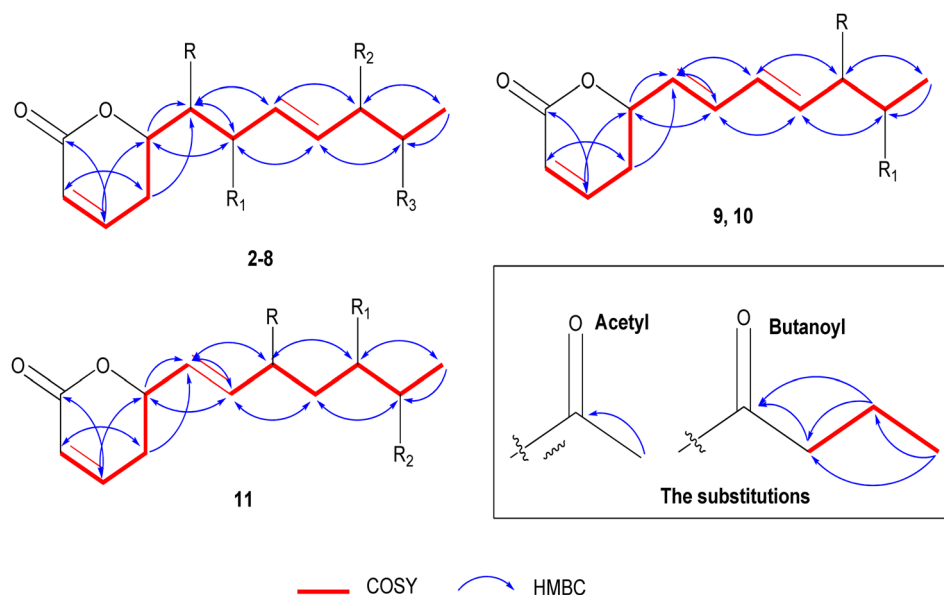 R R₂
O O
R₁ R₃
2-8
R
O O
R₁
9, 10
R R₁
O O
R₂
11
O Acetyl O Butanoyl
The substitutions
COSY HMBC